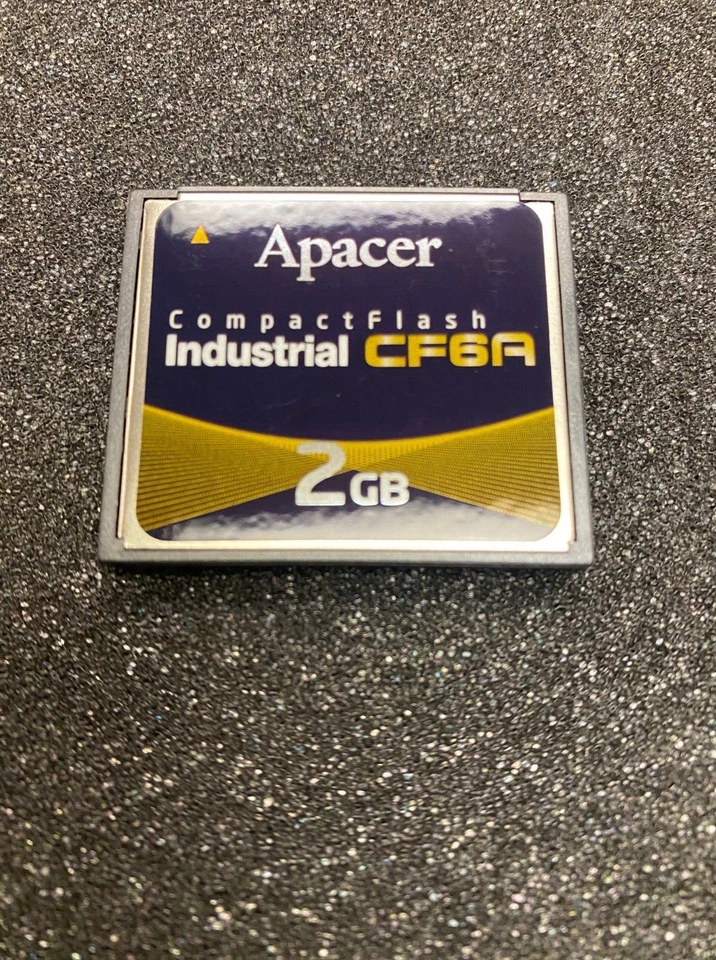 Apacer
CompactFlash
Industrial CF6A
2GB